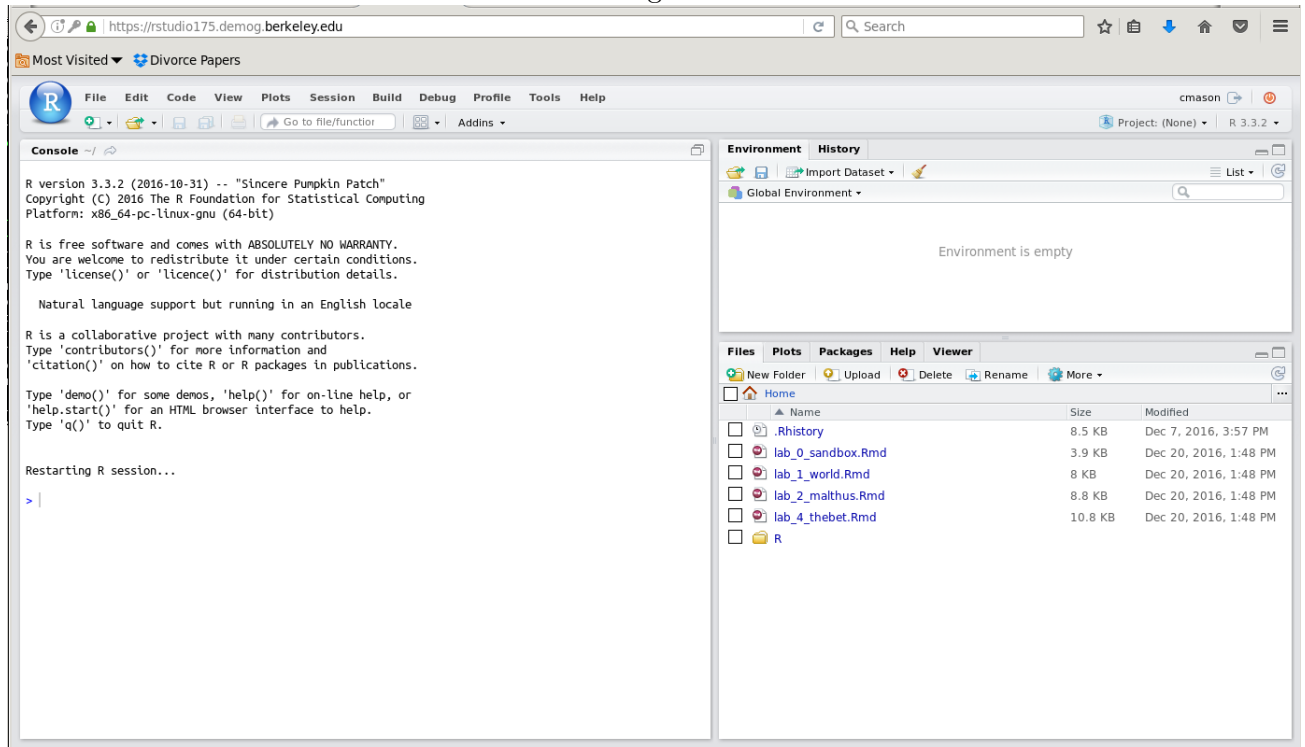 https://rstudio175.demog.berkeley.edu
Search
Most Visited
Divorce Papers
R
File Edit Code View Plots Session Build Debug Profile Tools Help
cmason
Go to file/function
Addins
Project: (None)
R 3.3.2
Console ~/
R version 3.3.2 (2016-10-31) -- "Sincere Pumpkin Patch"
Copyright (C) 2016 The R Foundation for Statistical Computing
Platform: x86_64-pc-linux-gnu (64-bit)
R is free software and comes with ABSOLUTELY NO WARRANTY.
You are welcome to redistribute it under certain conditions.
Type 'license()' or 'licence()' for distribution details.
Natural language support but running in an English locale
R is a collaborative project with many contributors.
Type 'contributors()' for more information and
'citation()' on how to cite R or R packages in publications.
Type 'demo()' for some demos, 'help()' for on-line help, or
'help.start()' for an HTML browser interface to help.
Type 'q()' to quit R.
Restarting R session...
>
Environment History
Import Dataset
List
Global Environment
Environment is empty
Files Plots Packages Help Viewer
New Folder Upload Delete Rename More
Home
...
Name Size Modified
.Rhistory 8.5 KB Dec 7, 2016, 3:57 PM
lab_0_sandbox.Rmd 3.9 KB Dec 20, 2016, 1:48 PM
lab_1_world.Rmd 8 KB Dec 20, 2016, 1:48 PM
lab_2_malthus.Rmd 8.8 KB Dec 20, 2016, 1:48 PM
lab_4_thebet.Rmd 10.8 KB Dec 20, 2016, 1:48 PM
R